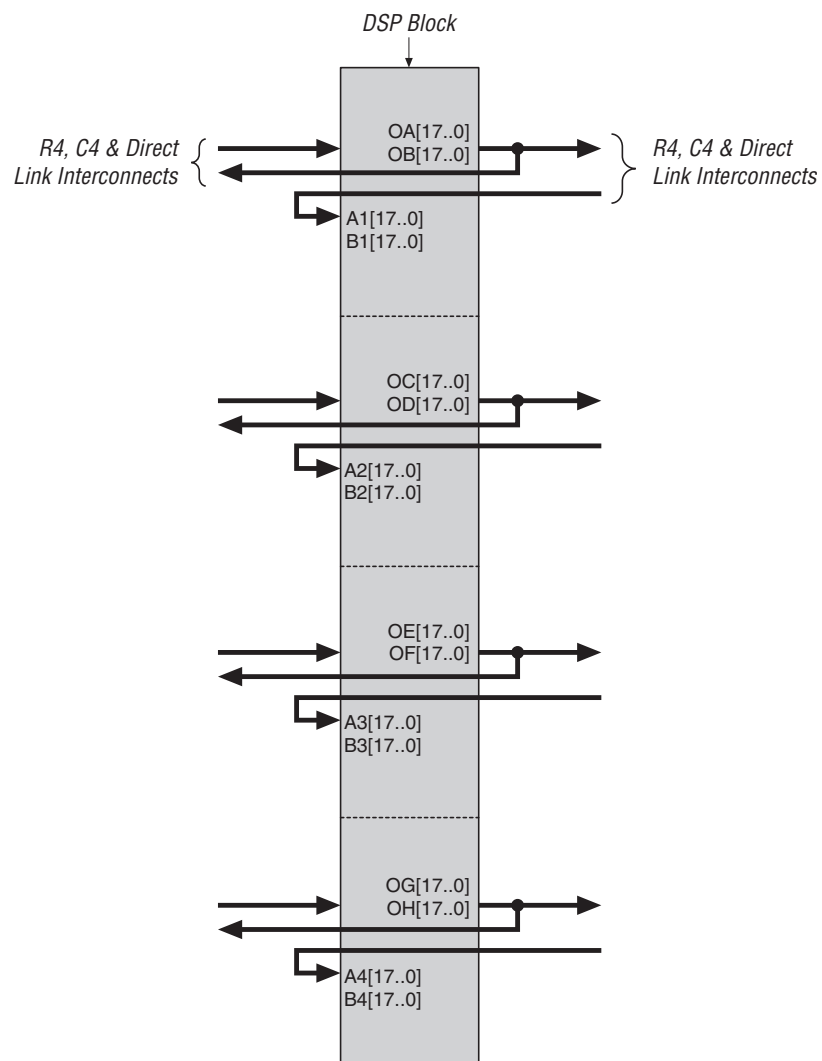 DSP Block
R4, C4 & Direct
Link Interconnects
OA[17..0]
OB[17..0]
R4, C4 & Direct
Link Interconnects
A1[17..0]
B1[17..0]
OC[17..0]
OD[17..0]
A2[17..0]
B2[17..0]
OE[17..0]
OF[17..0]
A3[17..0]
B3[17..0]
OG[17..0]
OH[17..0]
A4[17..0]
B4[17..0]